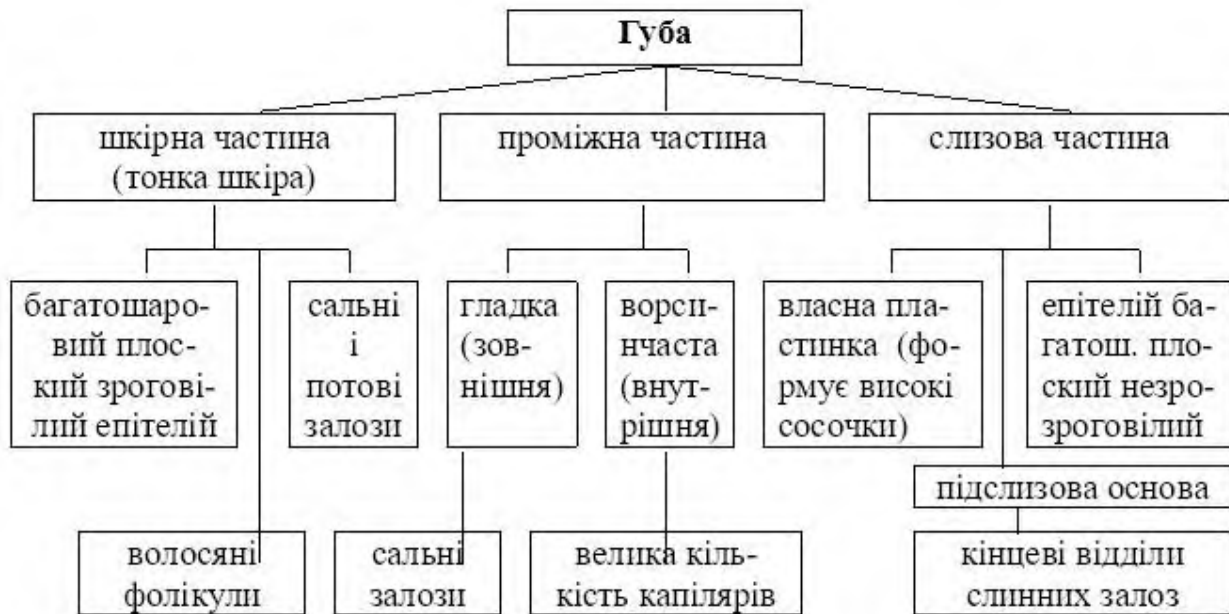 Губа
шкірна частина
(тонка шкіра)
проміжна частина
слизова частина
багатошаро-
вий плос-
кий зрогові-
лий епітелій
сальні
і
потові
залози
гладка
(зов-
нішня)
ворси-
нчаста
(внут-
рішня)
власна пла-
стинка (фо-
рмує високі
сосочки)
епітелій ба-
гатош. пло-
ский незро-
зроговілий
підслизова основа
волосяні
фолікули
сальні
залози
велика кіль-
кість капілярів
кінцеві відділи
слинних залоз